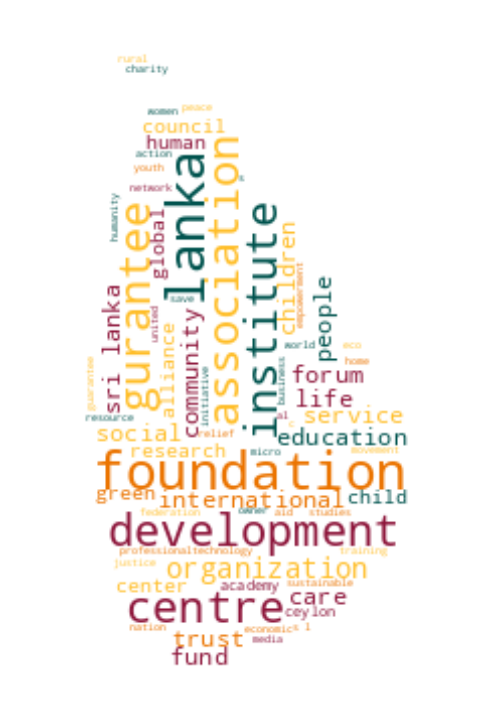 rural
charity
women peace
council
human
action
youth
network
humanity
gurantee
global
lanka
association
s
institute
children
empowerment
people
sri lanka
united
save
alliance
community
initiative
world
eco
home
business
guarantee
forum
life
resource
al
service
c
social
relief
education
research
micro
movement
foundation
green international child
federation owner aid studies
development
professional technology training
justice organization
center academy sustainable
centre care
ceylon
nation economic s l
trust media
fund